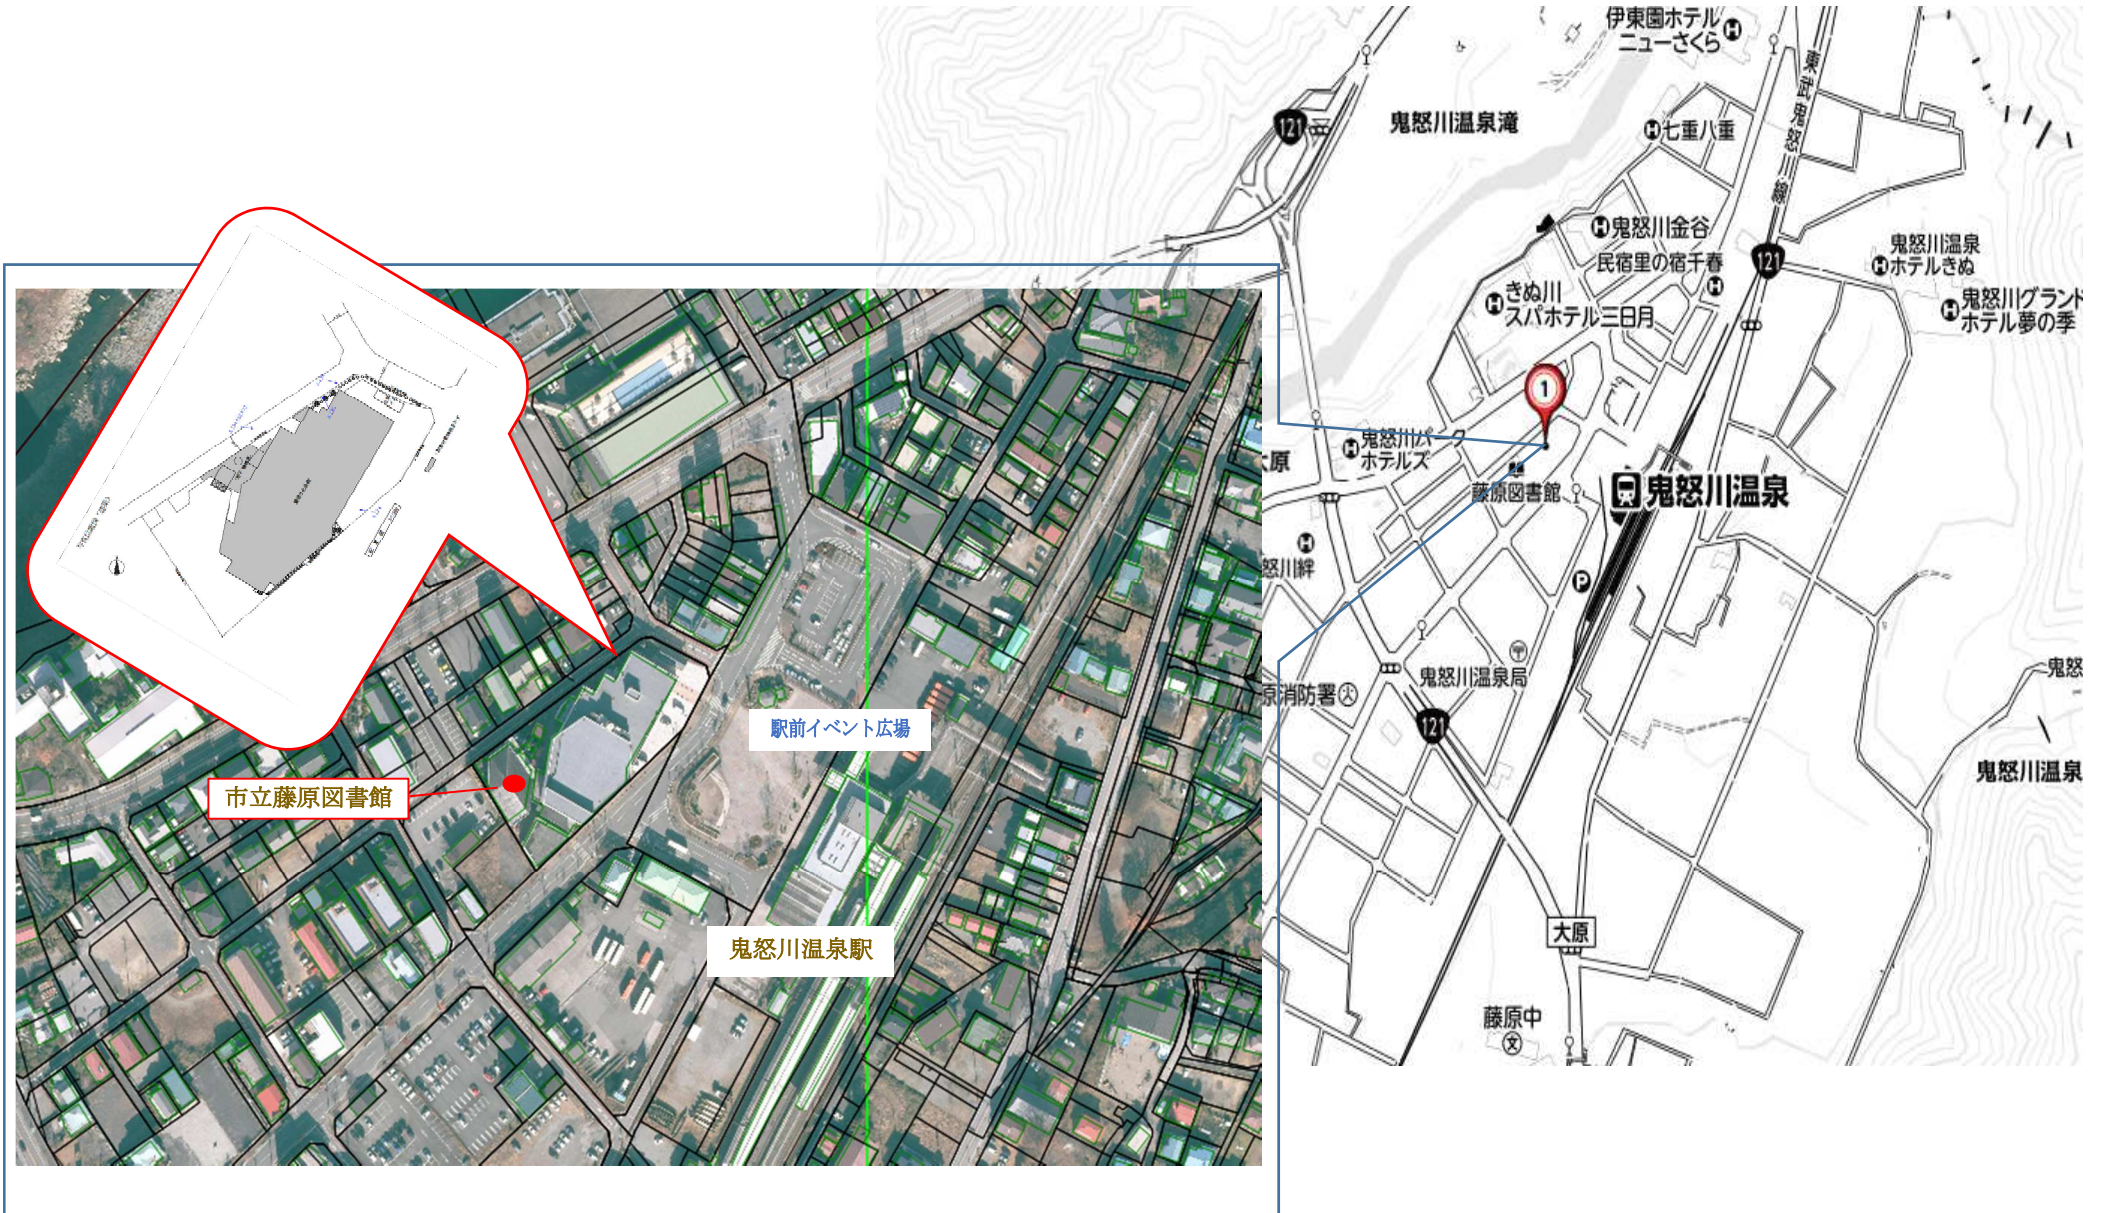 伊東園ホテル
ニューさくら
東武鬼怒川線
121
鬼怒川温泉滝
七重八重
鬼怒川金谷
民宿里の宿千春
121
鬼怒川温泉
ホテルきぬ
きぬ川
スパホテル三日月
鬼怒川グランド
ホテル夢の季
1
鬼怒川パーク
ホテルズ
大原
藤原図書館
鬼怒川温泉
怒川絆
P
鬼怒川温泉局
原消防署
鬼怒
121
鬼怒川温泉
大原
藤原中
文
駅前イベント広場
市立藤原図書館
鬼怒川温泉駅